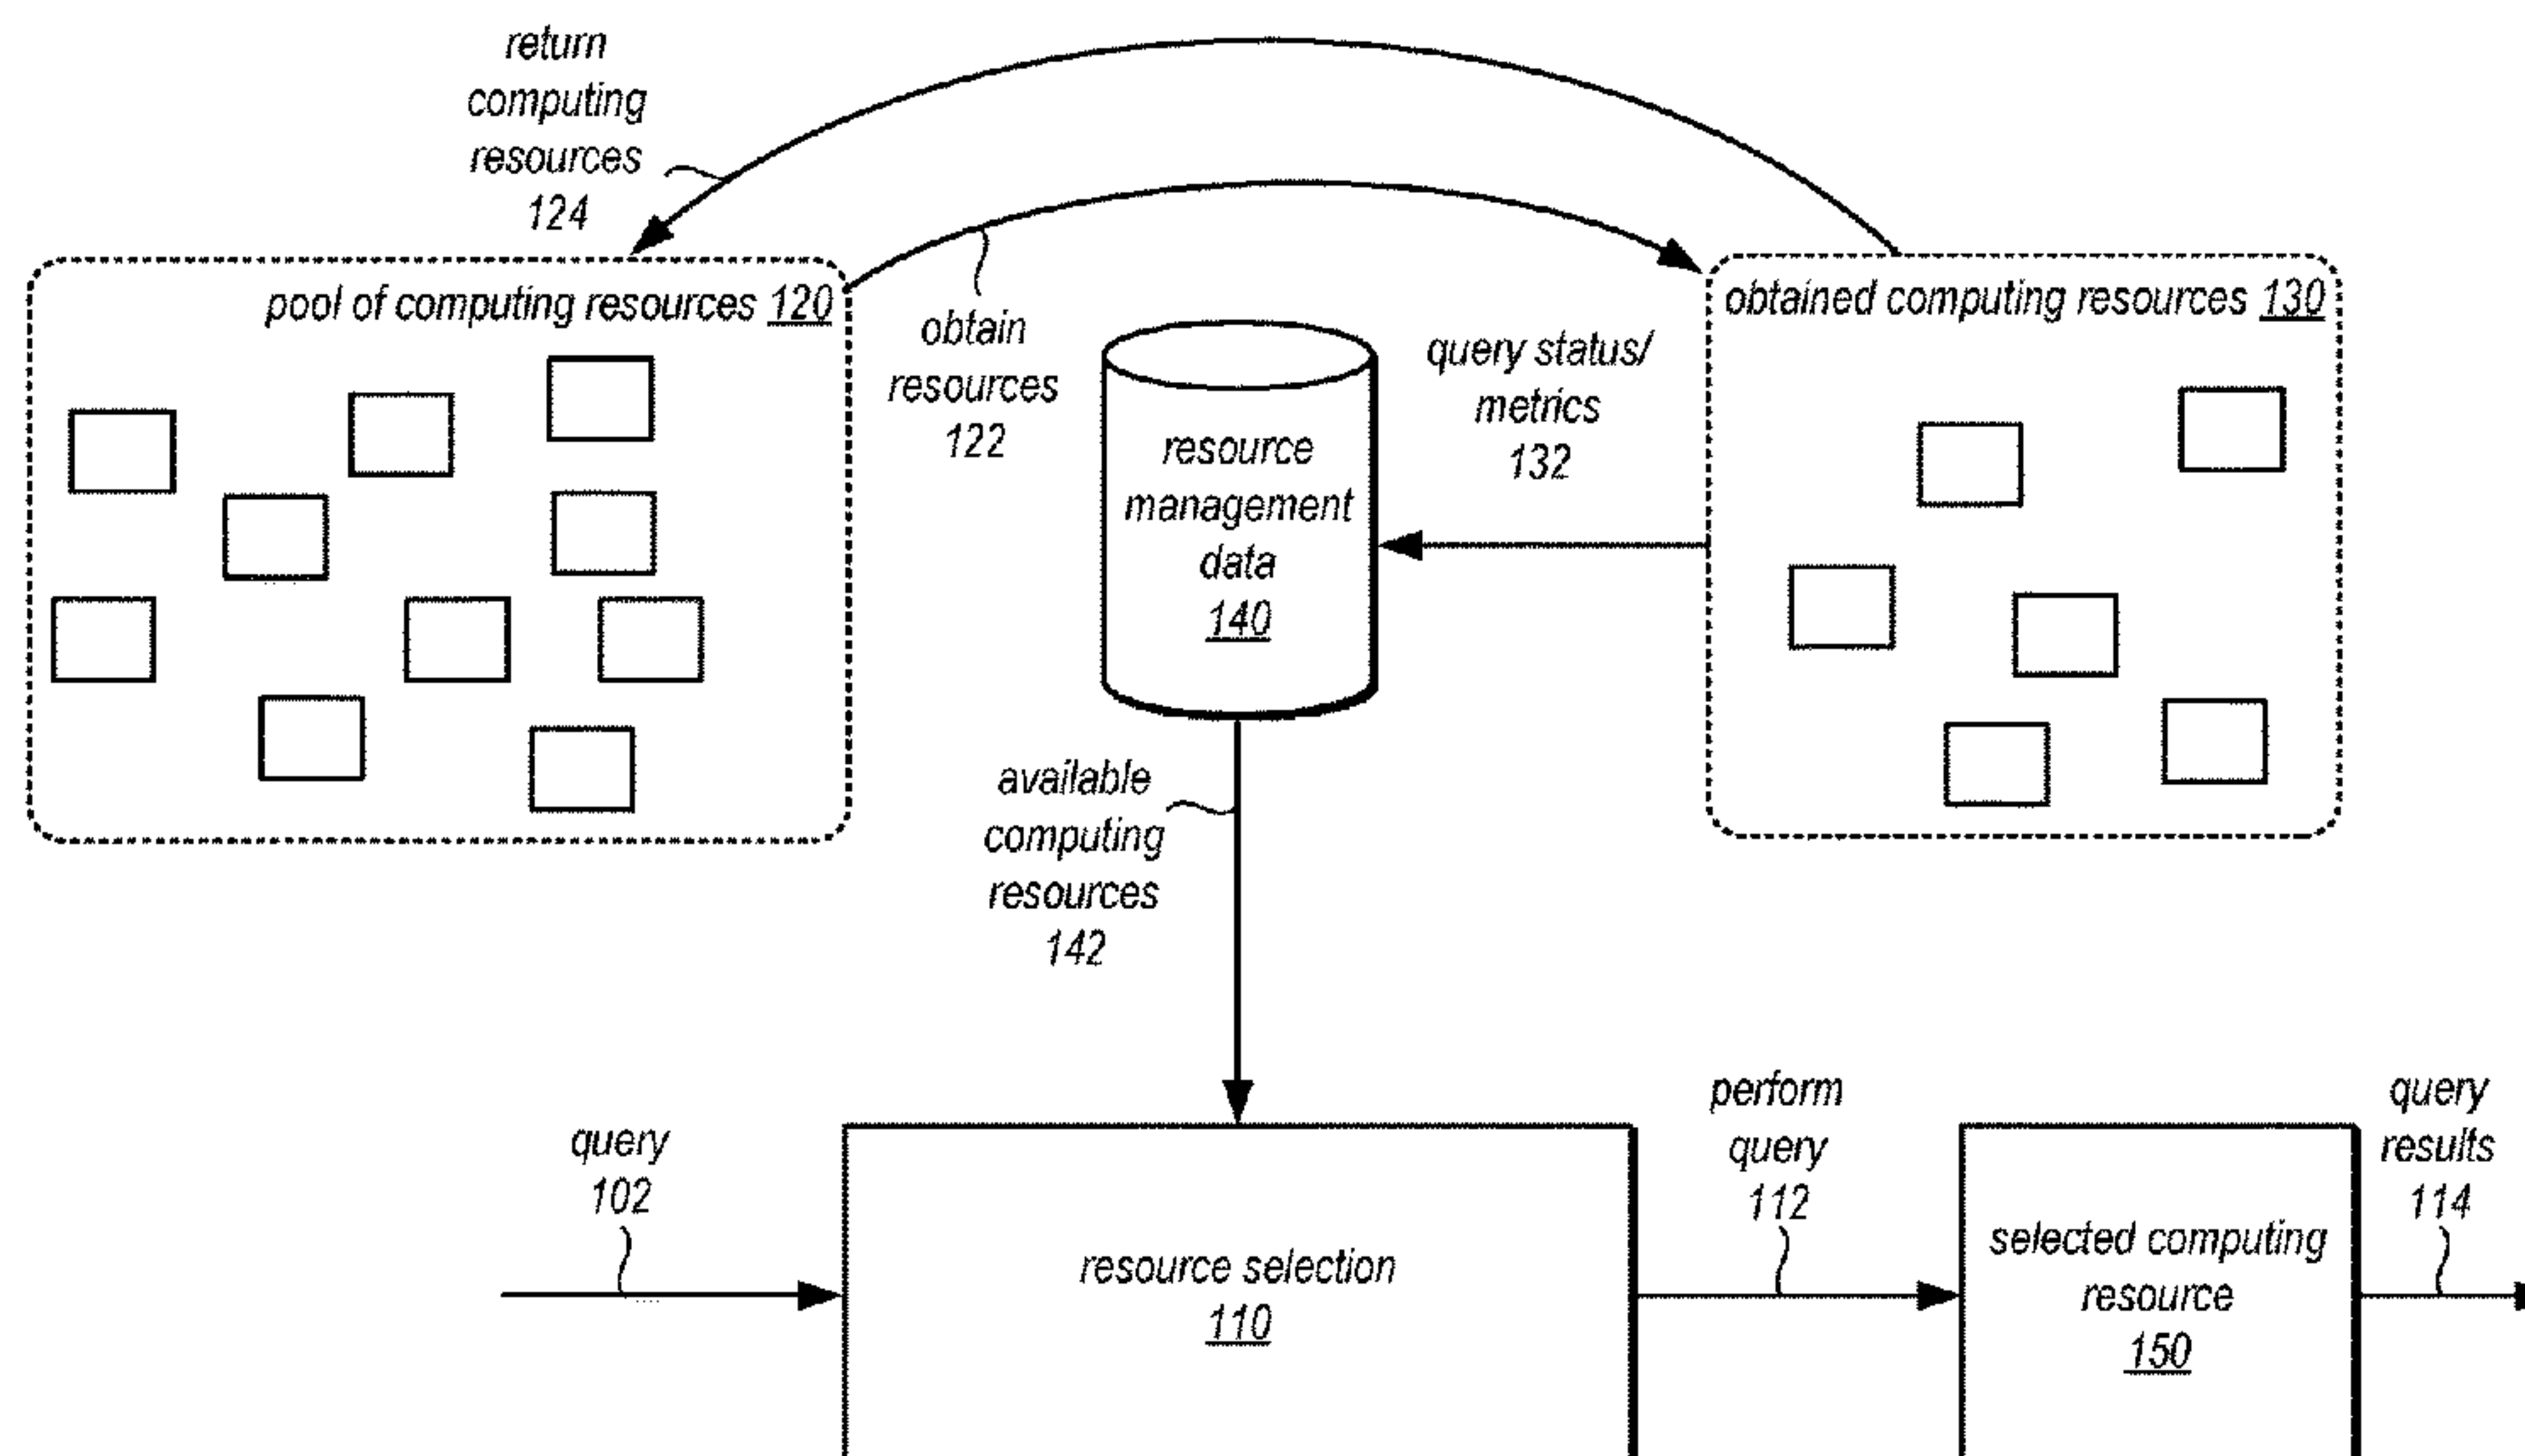 return
computing
resources
124
pool of computing resources 120
obtain
resources
122
resource
management
data
140
query status/
metrics
132
obtained computing resources 130
available
computing
resources
142
query
102
resource selection
110
perform
query
112
selected computing
resource
150
query
results
114